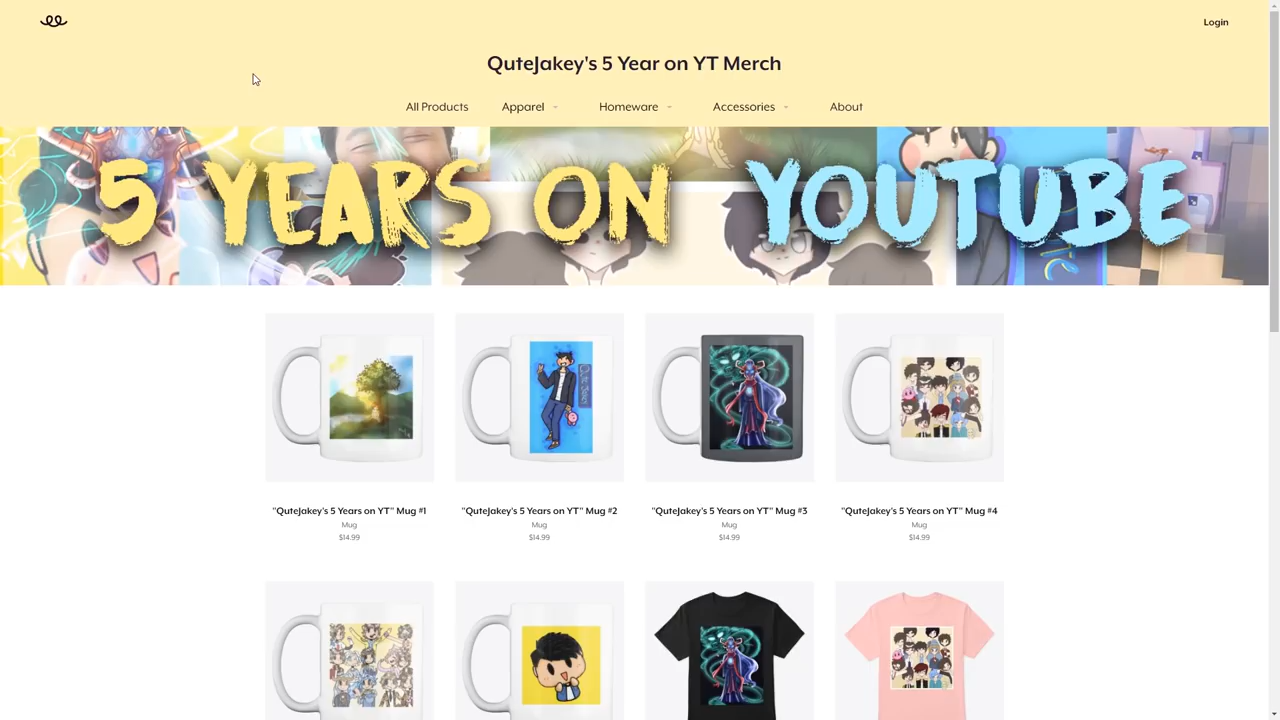 Login
QuteJakey's 5 Year on YT Merch
All Products Apparel Homeware Accessories About
5 YEARS ON YOUTUBE
"QuteJakey's 5 Years on YT" Mug #1
Mug
$14.99
"QuteJakey's 5 Years on YT" Mug #2
Mug
$14.99
"QuteJakey's 5 Years on YT" Mug #3
Mug
$14.99
"QuteJakey's 5 Years on YT" Mug #4
Mug
$14.99